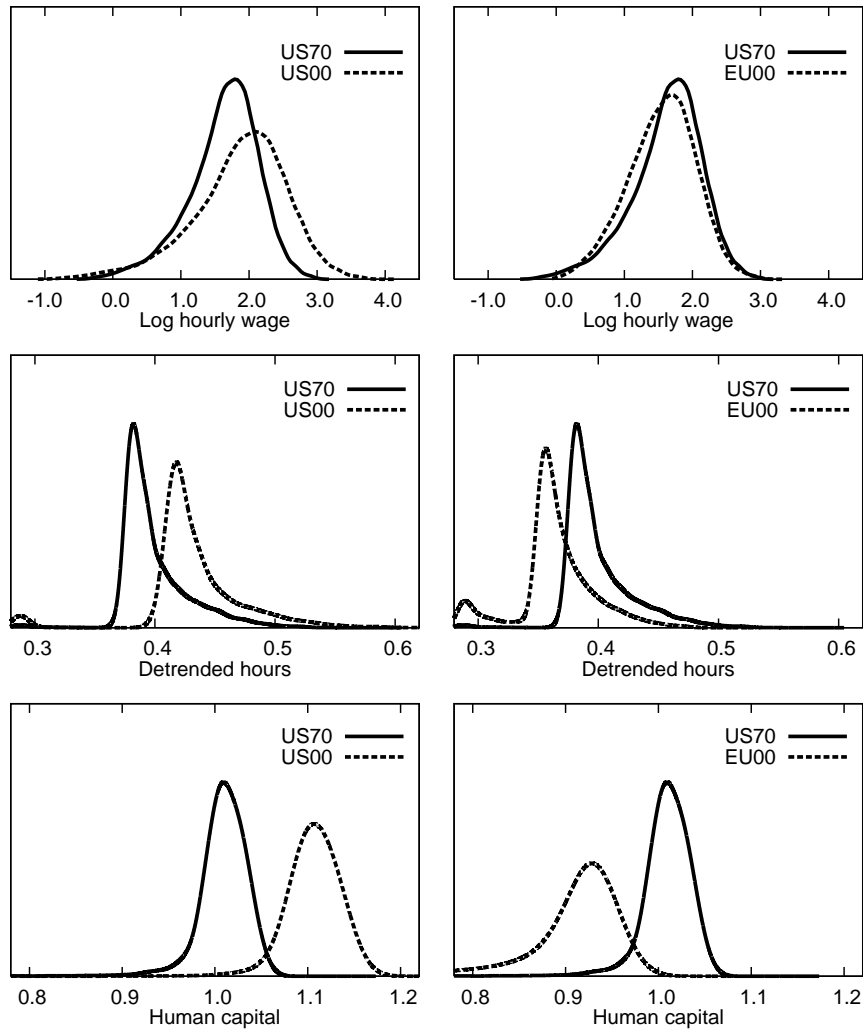 US70
US00
-1.0 0.0 1.0 2.0 3.0 4.0
Log hourly wage
US70
EU00
-1.0 0.0 1.0 2.0 3.0 4.0
Log hourly wage
US70
US00
0.3 0.4 0.5 0.6
Detrended hours
US70
EU00
0.3 0.4 0.5 0.6
Detrended hours
US70
US00
0.8 0.9 1.0 1.1 1.2
Human capital
US70
EU00
0.8 0.9 1.0 1.1 1.2
Human capital